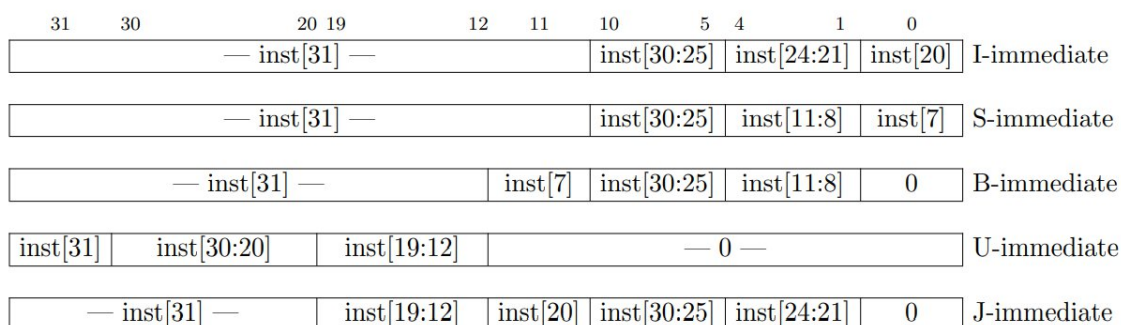 31 30 20 19 12 11 10 5 4 1 0
— inst[31] — inst[30:25] inst[24:21] inst[20] I-immediate
— inst[31] — inst[30:25] inst[11:8] inst[7] S-immediate
— inst[31] — inst[7] inst[30:25] inst[11:8] 0 B-immediate
inst[31] inst[30:20] inst[19:12] — 0 — U-immediate
— inst[31] — inst[19:12] inst[20] inst[30:25] inst[24:21] 0 J-immediate